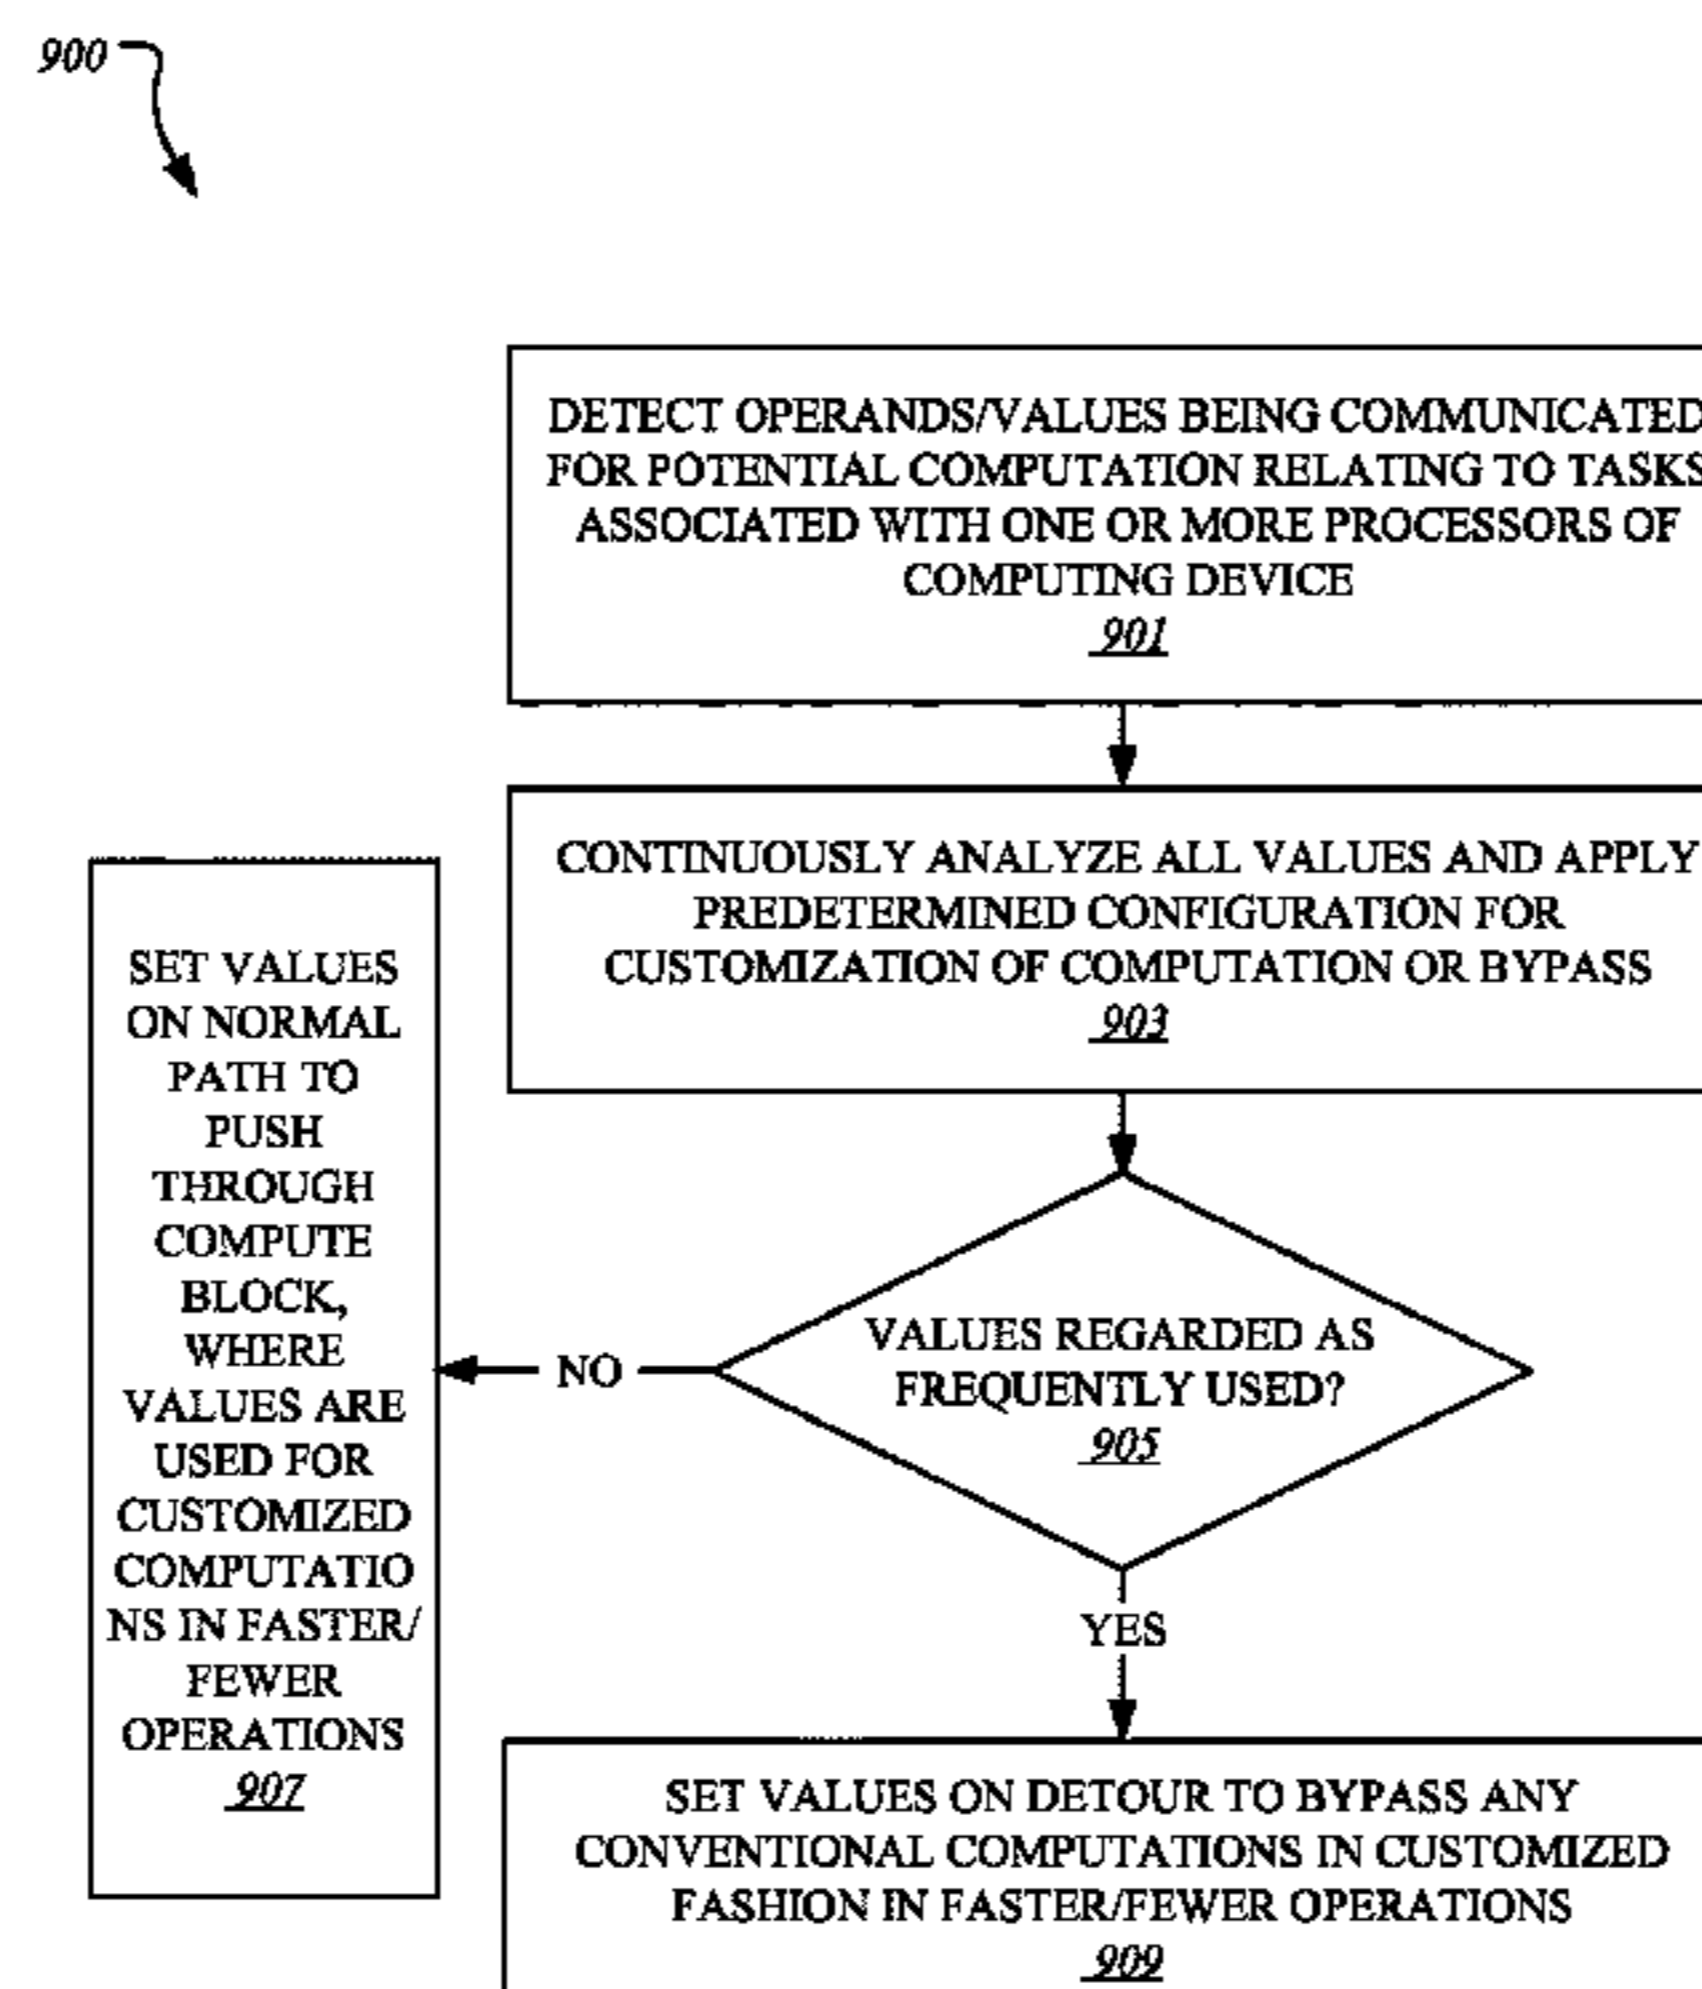 900
DETECT OPERANDS/VALUES BEING COMMUNICATED
FOR POTENTIAL COMPUTATION RELATING TO TASKS
ASSOCIATED WITH ONE OR MORE PROCESSORS OF
COMPUTING DEVICE
901
CONTINUOUSLY ANALYZE ALL VALUES AND APPLY
PREDETERMINED CONFIGURATION FOR
CUSTOMIZATION OF COMPUTATION OR BYPASS
903
VALUES REGARDED AS
FREQUENTLY USED?
905
NO
SET VALUES
ON NORMAL
PATH TO
PUSH
THROUGH
COMPUTE
BLOCK,
WHERE
VALUES ARE
USED FOR
CUSTOMIZED
COMPUTATIO
NS IN FASTER/
FEWER
OPERATIONS
907
YES
SET VALUES ON DETOUR TO BYPASS ANY
CONVENTIONAL COMPUTATIONS IN CUSTOMIZED
FASHION IN FASTER/FEWER OPERATIONS
909